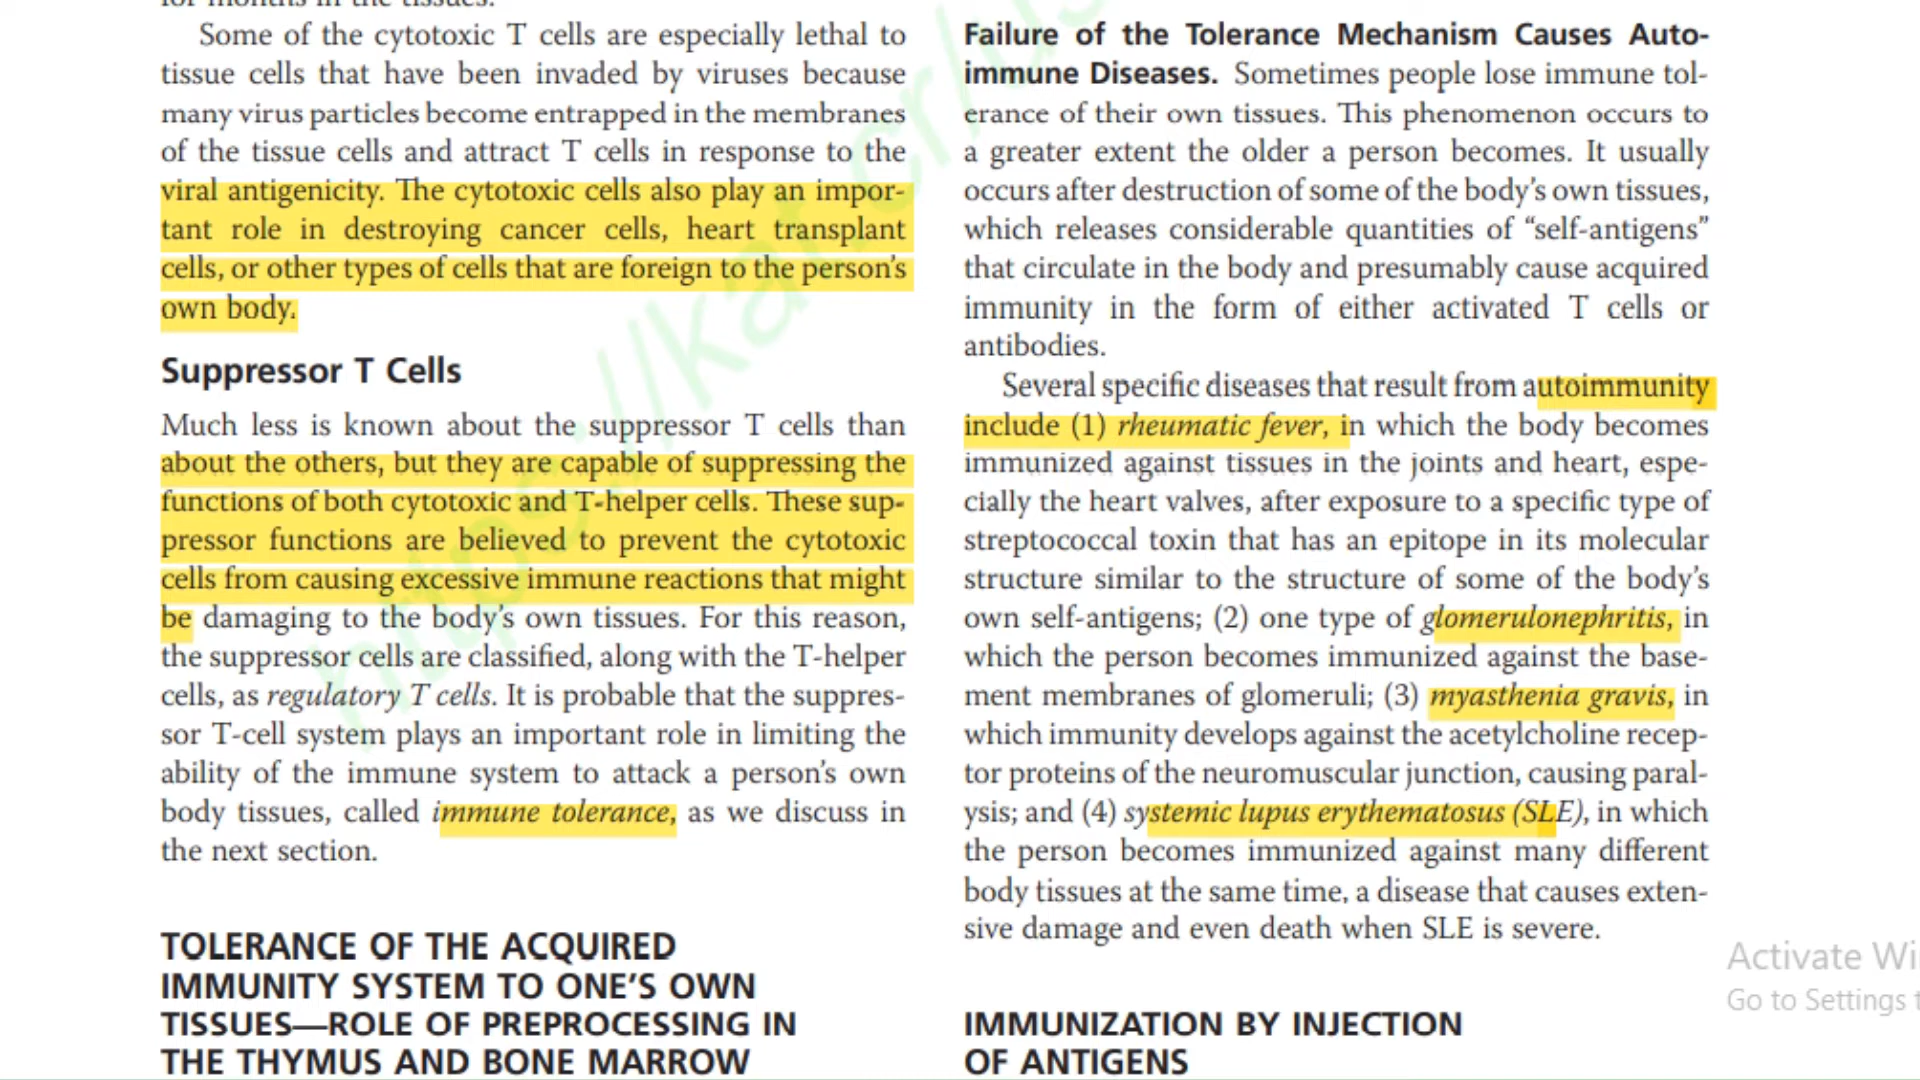 for months in the tissues.
Some of the cytotoxic T cells are especially lethal to
tissue cells that have been invaded by viruses because
many virus particles become entrapped in the membranes
of the tissue cells and attract T cells in response to the
viral antigenicity. The cytotoxic cells also play an impor-
tant role in destroying cancer cells, heart transplant
cells, or other types of cells that are foreign to the person’s
own body.
Suppressor T Cells
Much less is known about the suppressor T cells than
about the others, but they are capable of suppressing the
functions of both cytotoxic and T-helper cells. These sup-
pressor functions are believed to prevent the cytotoxic
cells from causing excessive immune reactions that might
be damaging to the body’s own tissues. For this reason,
the suppressor cells are classified, along with the T-helper
cells, as regulatory T cells. It is probable that the suppres-
sor T-cell system plays an important role in limiting the
ability of the immune system to attack a person’s own
body tissues, called immune tolerance, as we discuss in
the next section.
TOLERANCE OF THE ACQUIRED
IMMUNITY SYSTEM TO ONE’S OWN
TISSUES—ROLE OF PREPROCESSING IN
THE THYMUS AND BONE MARROW
Failure of the Tolerance Mechanism Causes Auto-
immune Diseases. Sometimes people lose immune tol-
erance of their own tissues. This phenomenon occurs to
a greater extent the older a person becomes. It usually
occurs after destruction of some of the body’s own tissues,
which releases considerable quantities of “self-antigens”
that circulate in the body and presumably cause acquired
immunity in the form of either activated T cells or
antibodies.
Several specific diseases that result from autoimmunity
include (1) rheumatic fever, in which the body becomes
immunized against tissues in the joints and heart, espe-
cially the heart valves, after exposure to a specific type of
streptococcal toxin that has an epitope in its molecular
structure similar to the structure of some of the body’s
own self-antigens; (2) one type of glomerulonephritis, in
which the person becomes immunized against the base-
ment membranes of glomeruli; (3) myasthenia gravis, in
which immunity develops against the acetylcholine recep-
tor proteins of the neuromuscular junction, causing paral-
ysis; and (4) systemic lupus erythematosus (SLE), in which
the person becomes immunized against many different
body tissues at the same time, a disease that causes exten-
sive damage and even death when SLE is severe.
IMMUNIZATION BY INJECTION
OF ANTIGENS
Activate Wi
Go to Settings t